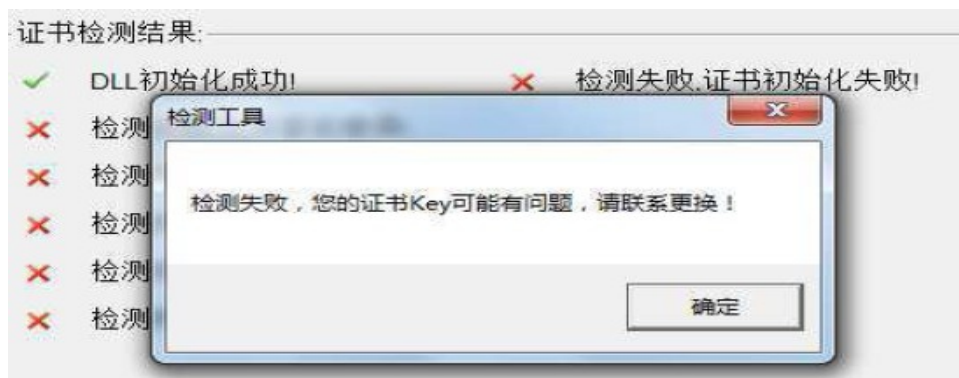 证书检测结果:
DLL初始化成功!
检测失败,证书初始化失败!
检测工具
检测
检测失败，您的证书Key可能有问题，请联系更换！
检测
检测
检测
检测
确定